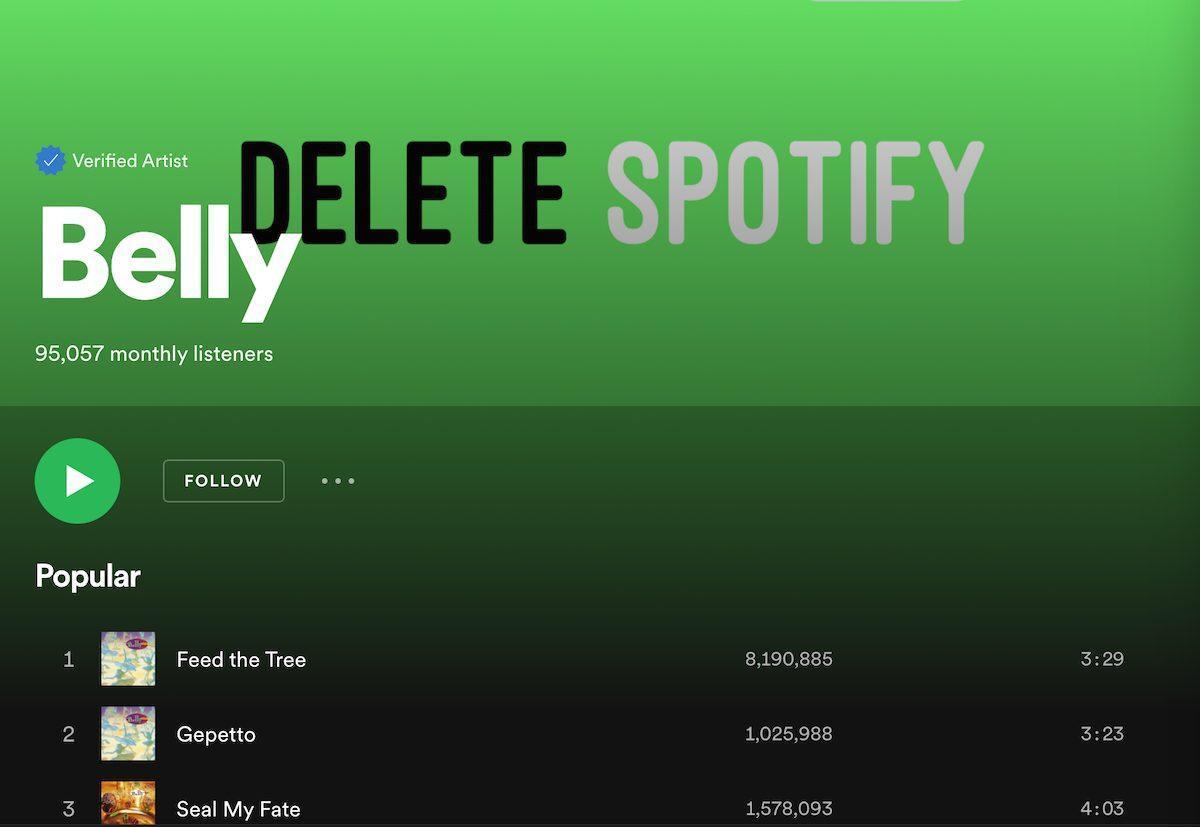 DELETE SPOTIFY
Verified Artist
Belly
95,057 monthly listeners
FOLLOW
Popular
1 Feed the Tree 8,190,885 3:29
2 Gepetto 1,025,988 3:23
3 Seal My Fate 1,578,093 4:03